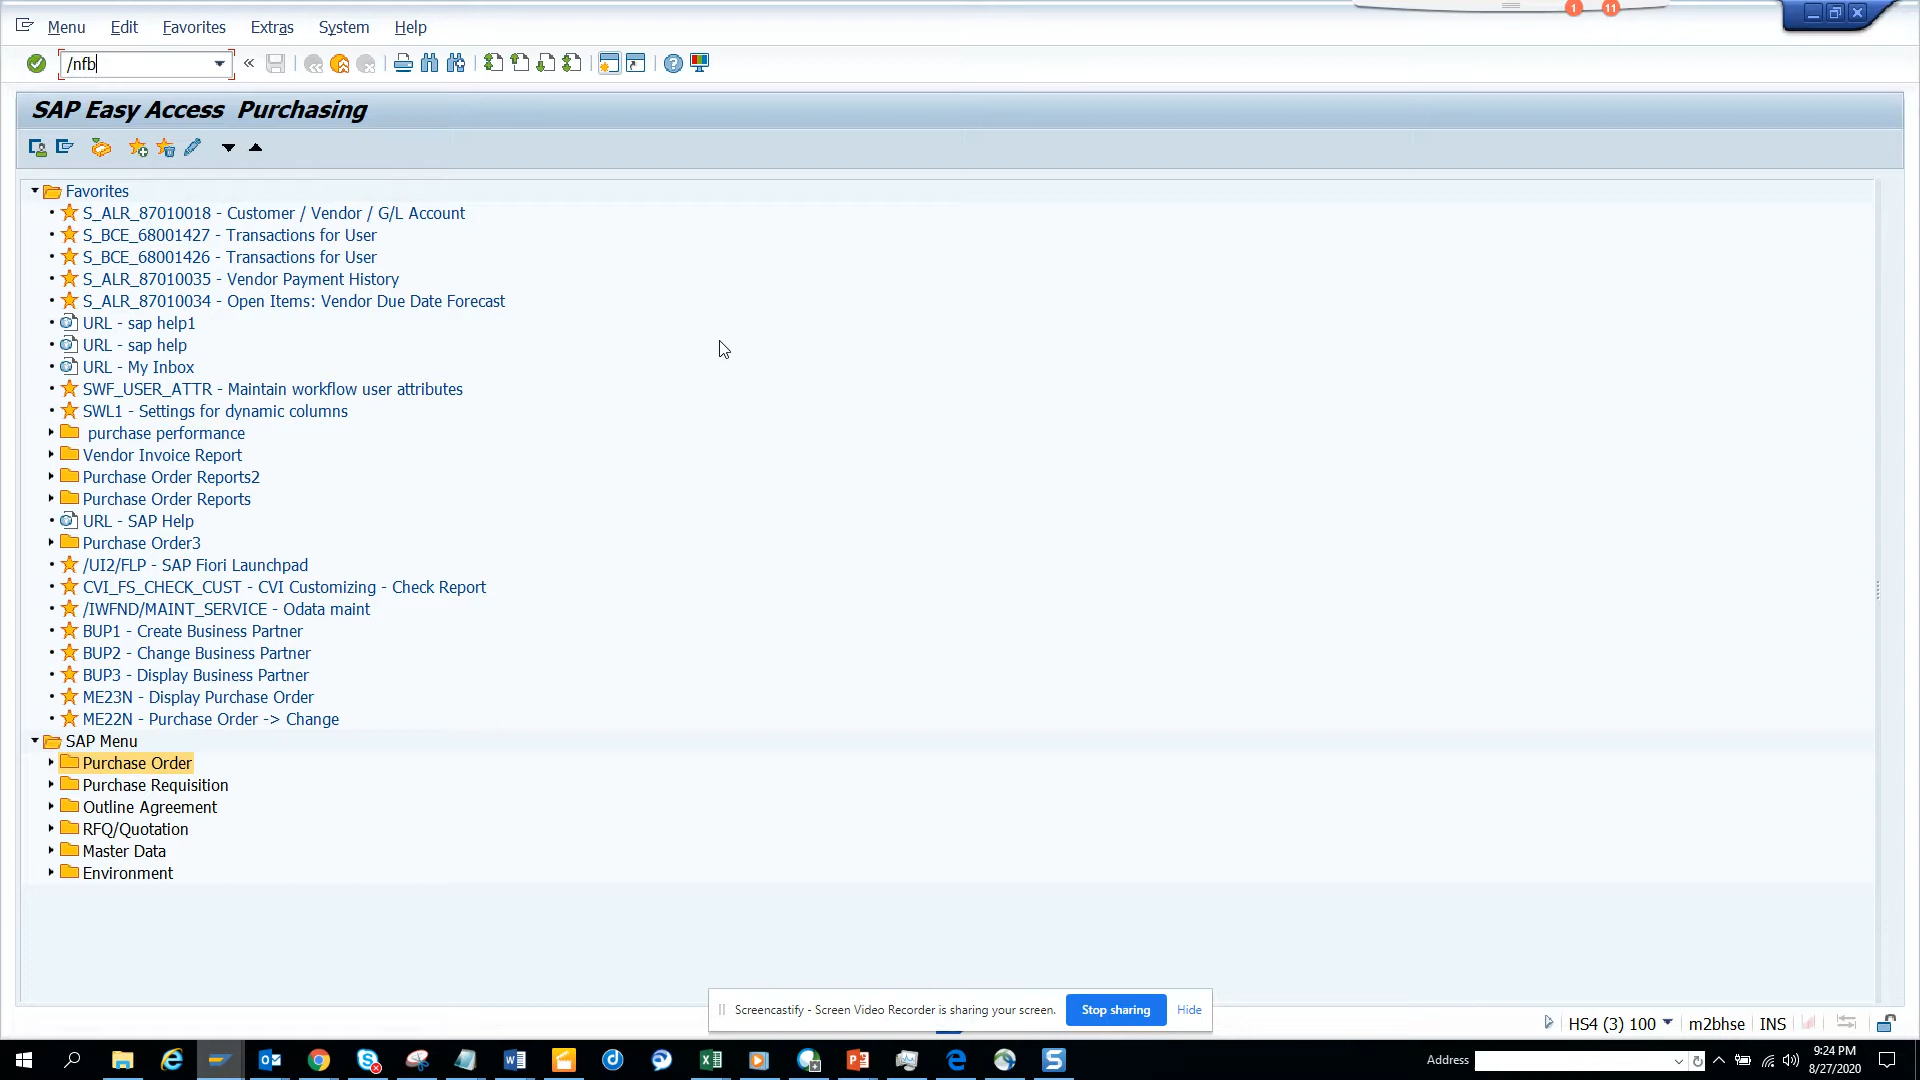 1 11
Menu Edit Favorites Extras System Help
/nfb
SAP Easy Access Purchasing
Favorites
S_ALR_87010018 - Customer / Vendor / G/L Account
S_BCE_68001427 - Transactions for User
S_BCE_68001426 - Transactions for User
S_ALR_87010035 - Vendor Payment History
S_ALR_87010034 - Open Items: Vendor Due Date Forecast
URL - sap help1
URL - sap help
URL - My Inbox
SWF_USER_ATTR - Maintain workflow user attributes
SWL1 - Settings for dynamic columns
purchase performance
Vendor Invoice Report
Purchase Order Reports2
Purchase Order Reports
URL - SAP Help
Purchase Order3
/UI2/FLP - SAP Fiori Launchpad
CVI_FS_CHECK_CUST - CVI Customizing - Check Report
/IWFND/MAINT_SERVICE - Odata maint
BUP1 - Create Business Partner
BUP2 - Change Business Partner
BUP3 - Display Business Partner
ME23N - Display Purchase Order
ME22N - Purchase Order -> Change
SAP Menu
Purchase Order
Purchase Requisition
Outline Agreement
RFQ/Quotation
Master Data
Environment
Screencastify - Screen Video Recorder is sharing your screen. Stop sharing Hide
HS4 (3) 100 m2bhse INS
Address
9:24 PM
8/27/2020